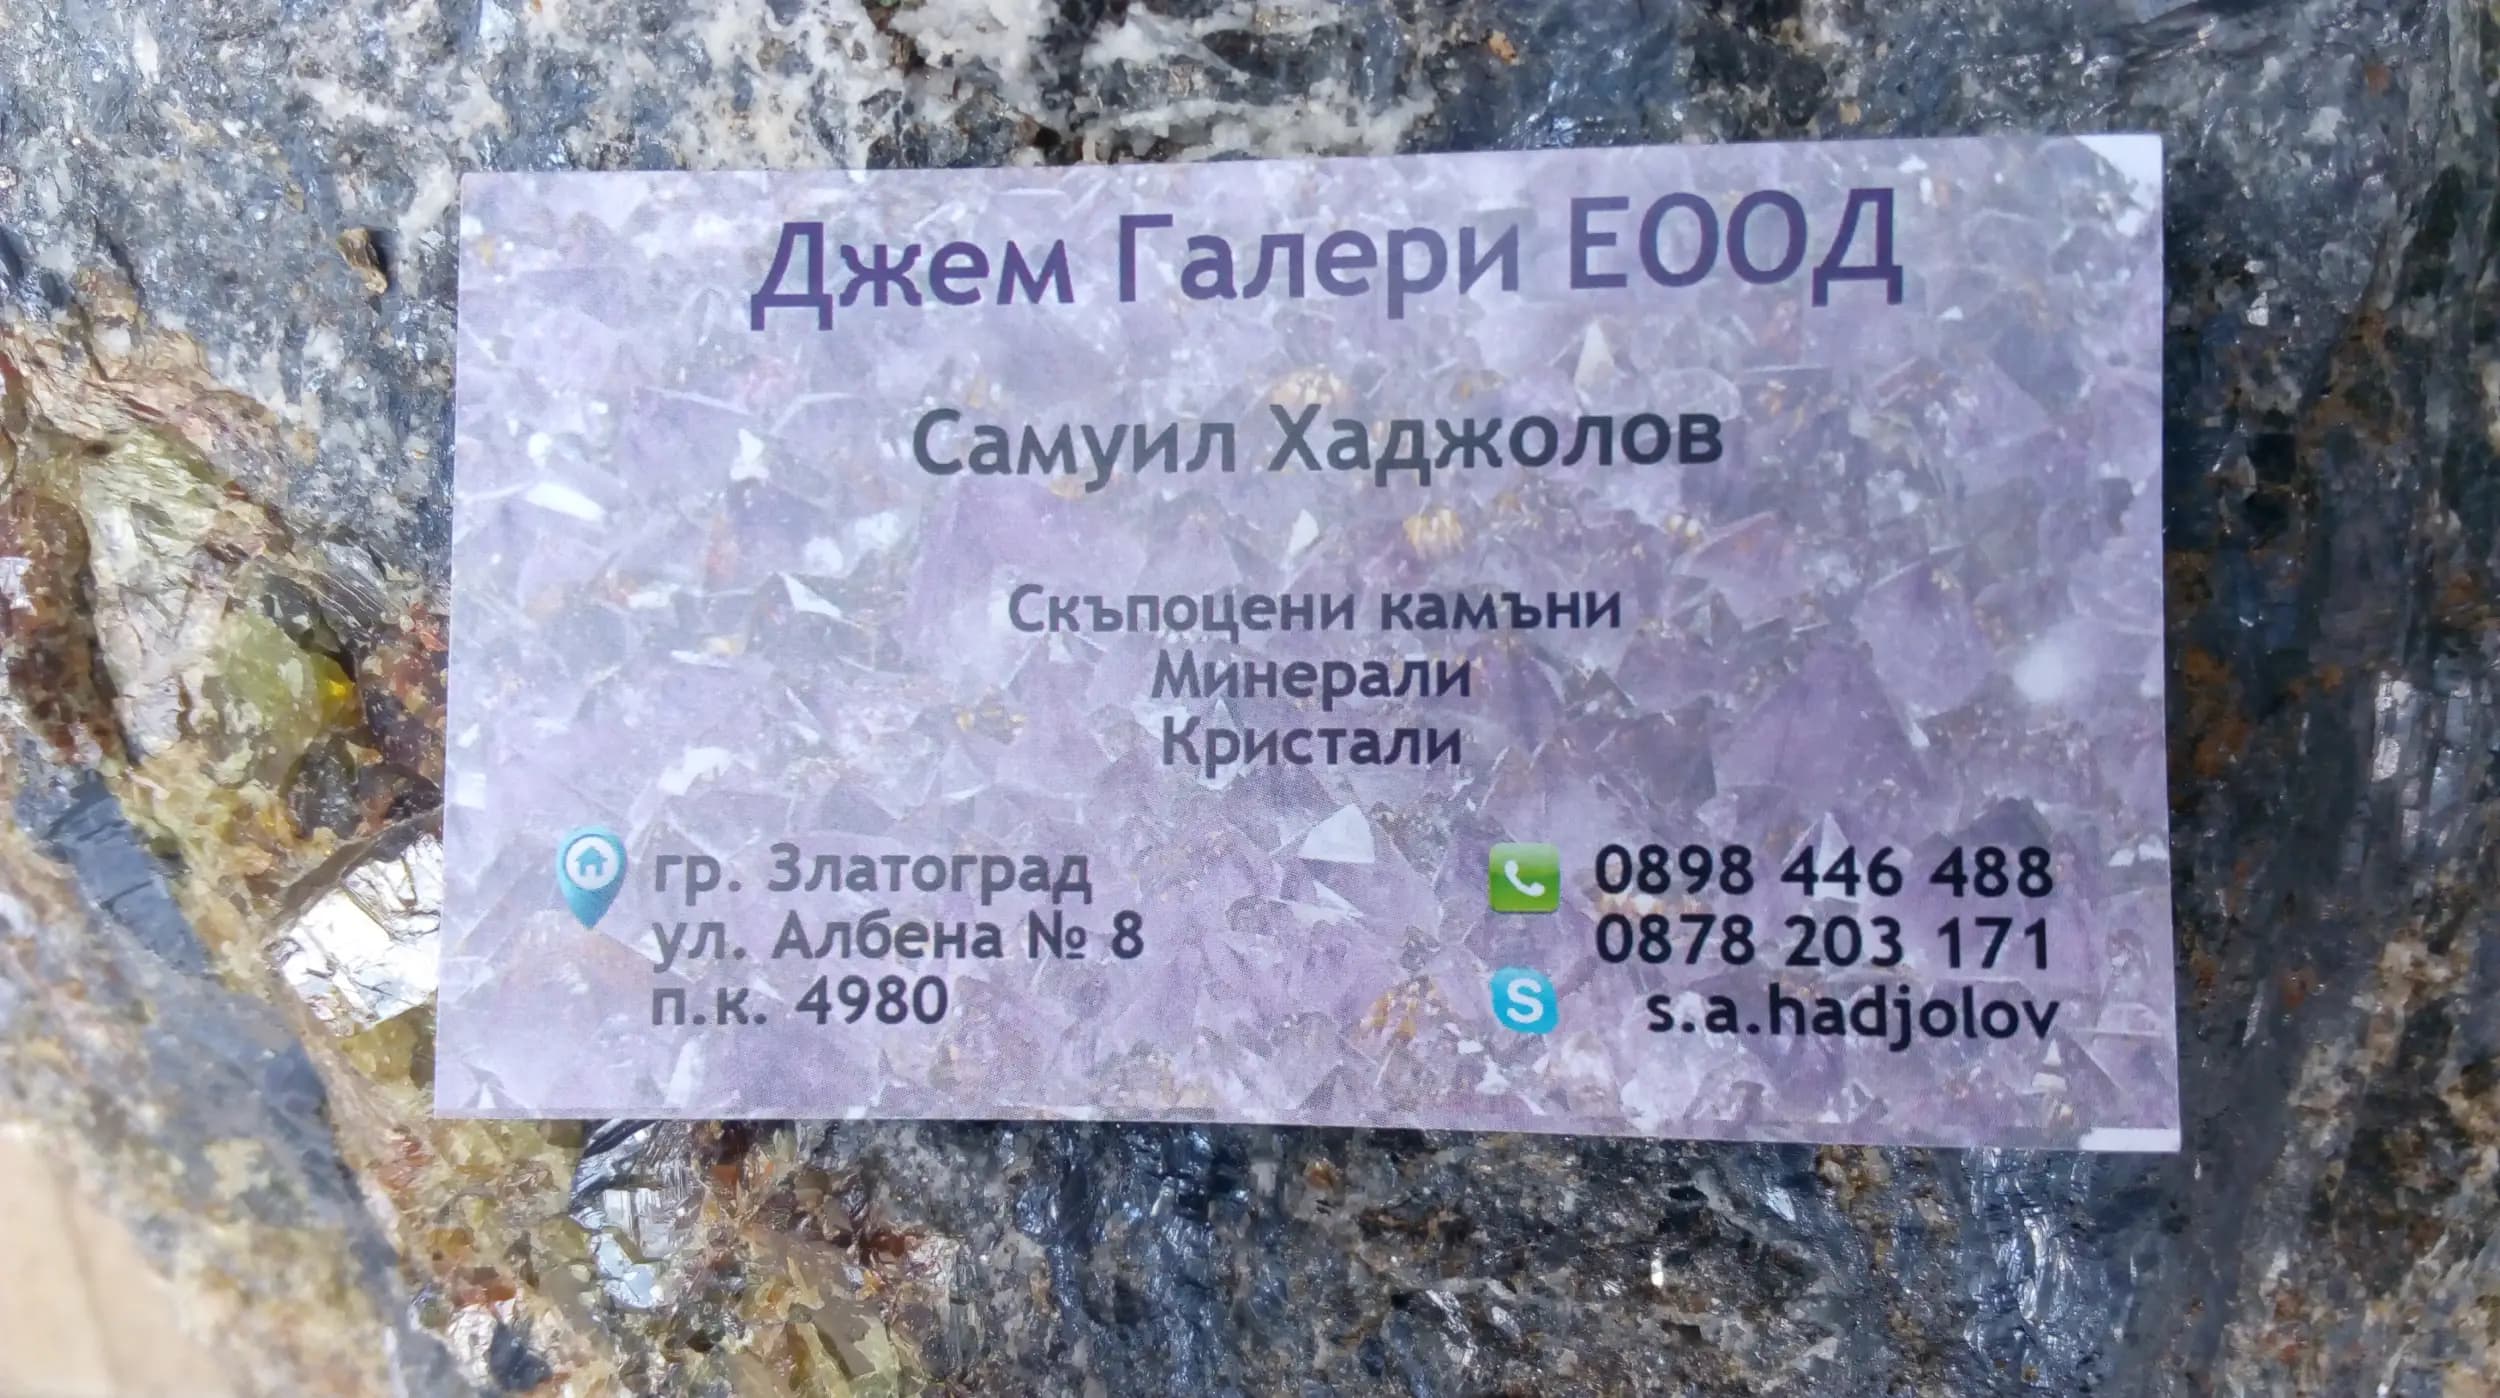 Джем Галери ЕООД
Самуил Хаджолов
Скъпоцени камъни
Минерали
Кристали
гр. Златоград
ул. Албена № 8
п.к. 4980
0898 446 488
0878 203 171
s.a.hadjolov